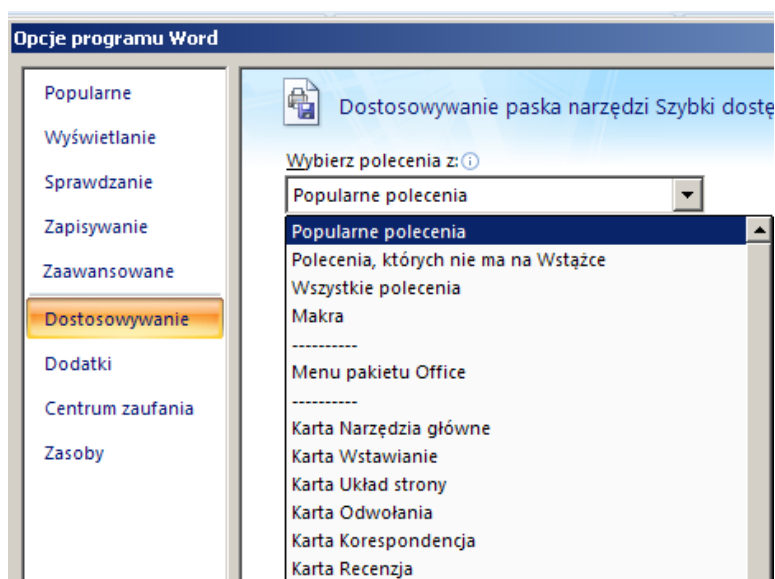 Opcje programu Word
Popularne
Wyświetlanie
Sprawdzanie
Zapisywanie
Zaawansowane
Dostosowywanie
Dodatki
Centrum zaufania
Zasoby
Dostosowywanie paska narzędzi Szybki dostę
Wybierz polecenia z:
Popularne polecenia
Popularne polecenia
Polecenia, których nie ma na Wstążce
Wszystkie polecenia
Makra
----------
Menu pakietu Office
----------
Karta Narzędzia główne
Karta Wstawianie
Karta Układ strony
Karta Odwołania
Karta Korespondencja
Karta Recenzja